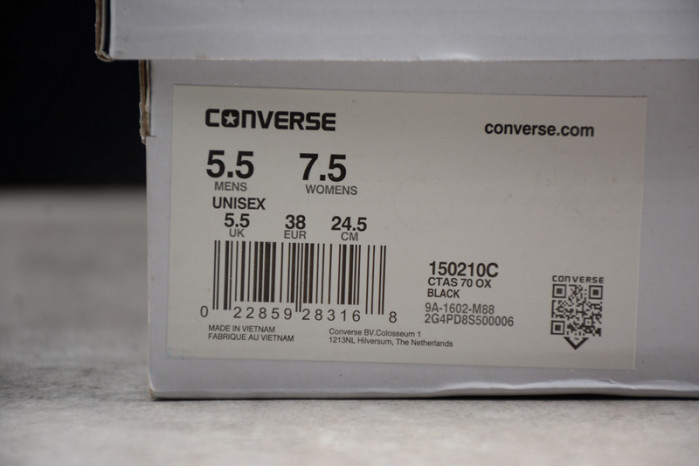 CONVERSE
converse.com
5.5 7.5
MENS WOMENS
UNISEX
5.5 38 24.5
UK EUR CM
0 22859 28316 8
150210C
CTAS 70 OX
BLACK
9A-1602-M88
2G4PD8S500006
CONVERSE
MADE IN VIETNAM
FABRIQUE AU VIETNAM
Converse BV.Colosseum 1
1213NL Hilversum, The Netherlands